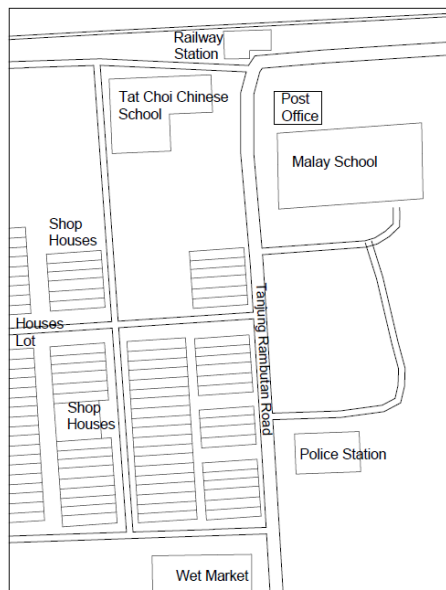 Railway
Station
Tat Choi Chinese
School
Post
Office
Malay School
Shop
Houses
Tanjung Rambutan Road
Houses
Lot
Shop
Houses
Police Station
Wet Market